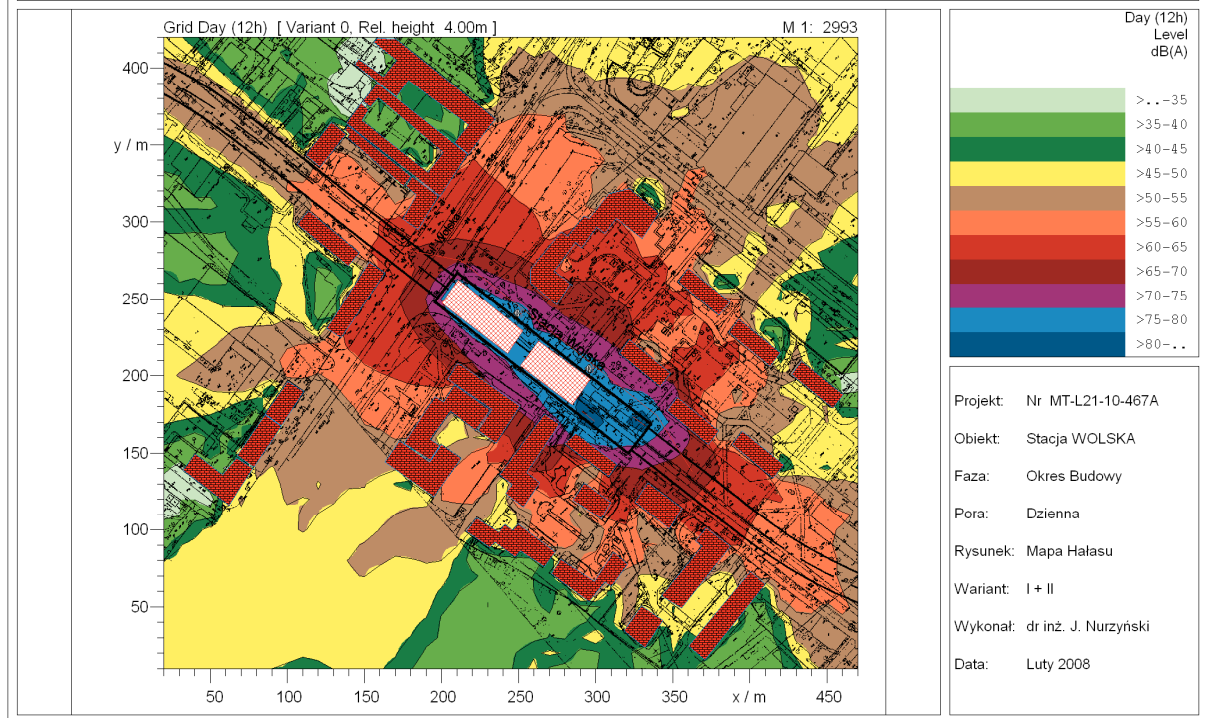 Grid Day (12h) [ Variant 0, Rel. height 4.00m ]
M 1: 2993
400
y / m
300
250
200
150
100
50
50
100
150
200
250
300
350
x / m
450
Stacja Wolska
Day (12h)
Level
dB(A)
>..-35
>35-40
>40-45
>45-50
>50-55
>55-60
>60-65
>65-70
>70-75
>75-80
>80-..
Projekt: Nr MT-L21-10-467A
Obiekt: Stacja WOLSKA
Faza: Okres Budowy
Pora: Dzienna
Rysunek: Mapa Hałasu
Wariant: I + II
Wykonał: dr inż. J. Nurzyński
Data: Luty 2008